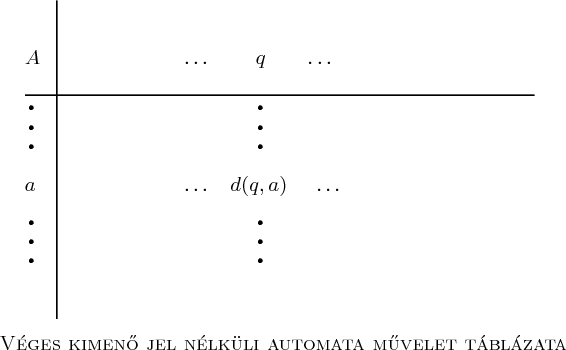 A … q …
a … d(q, a) …
Véges kimenő jel nélküli automata művelet táblázata